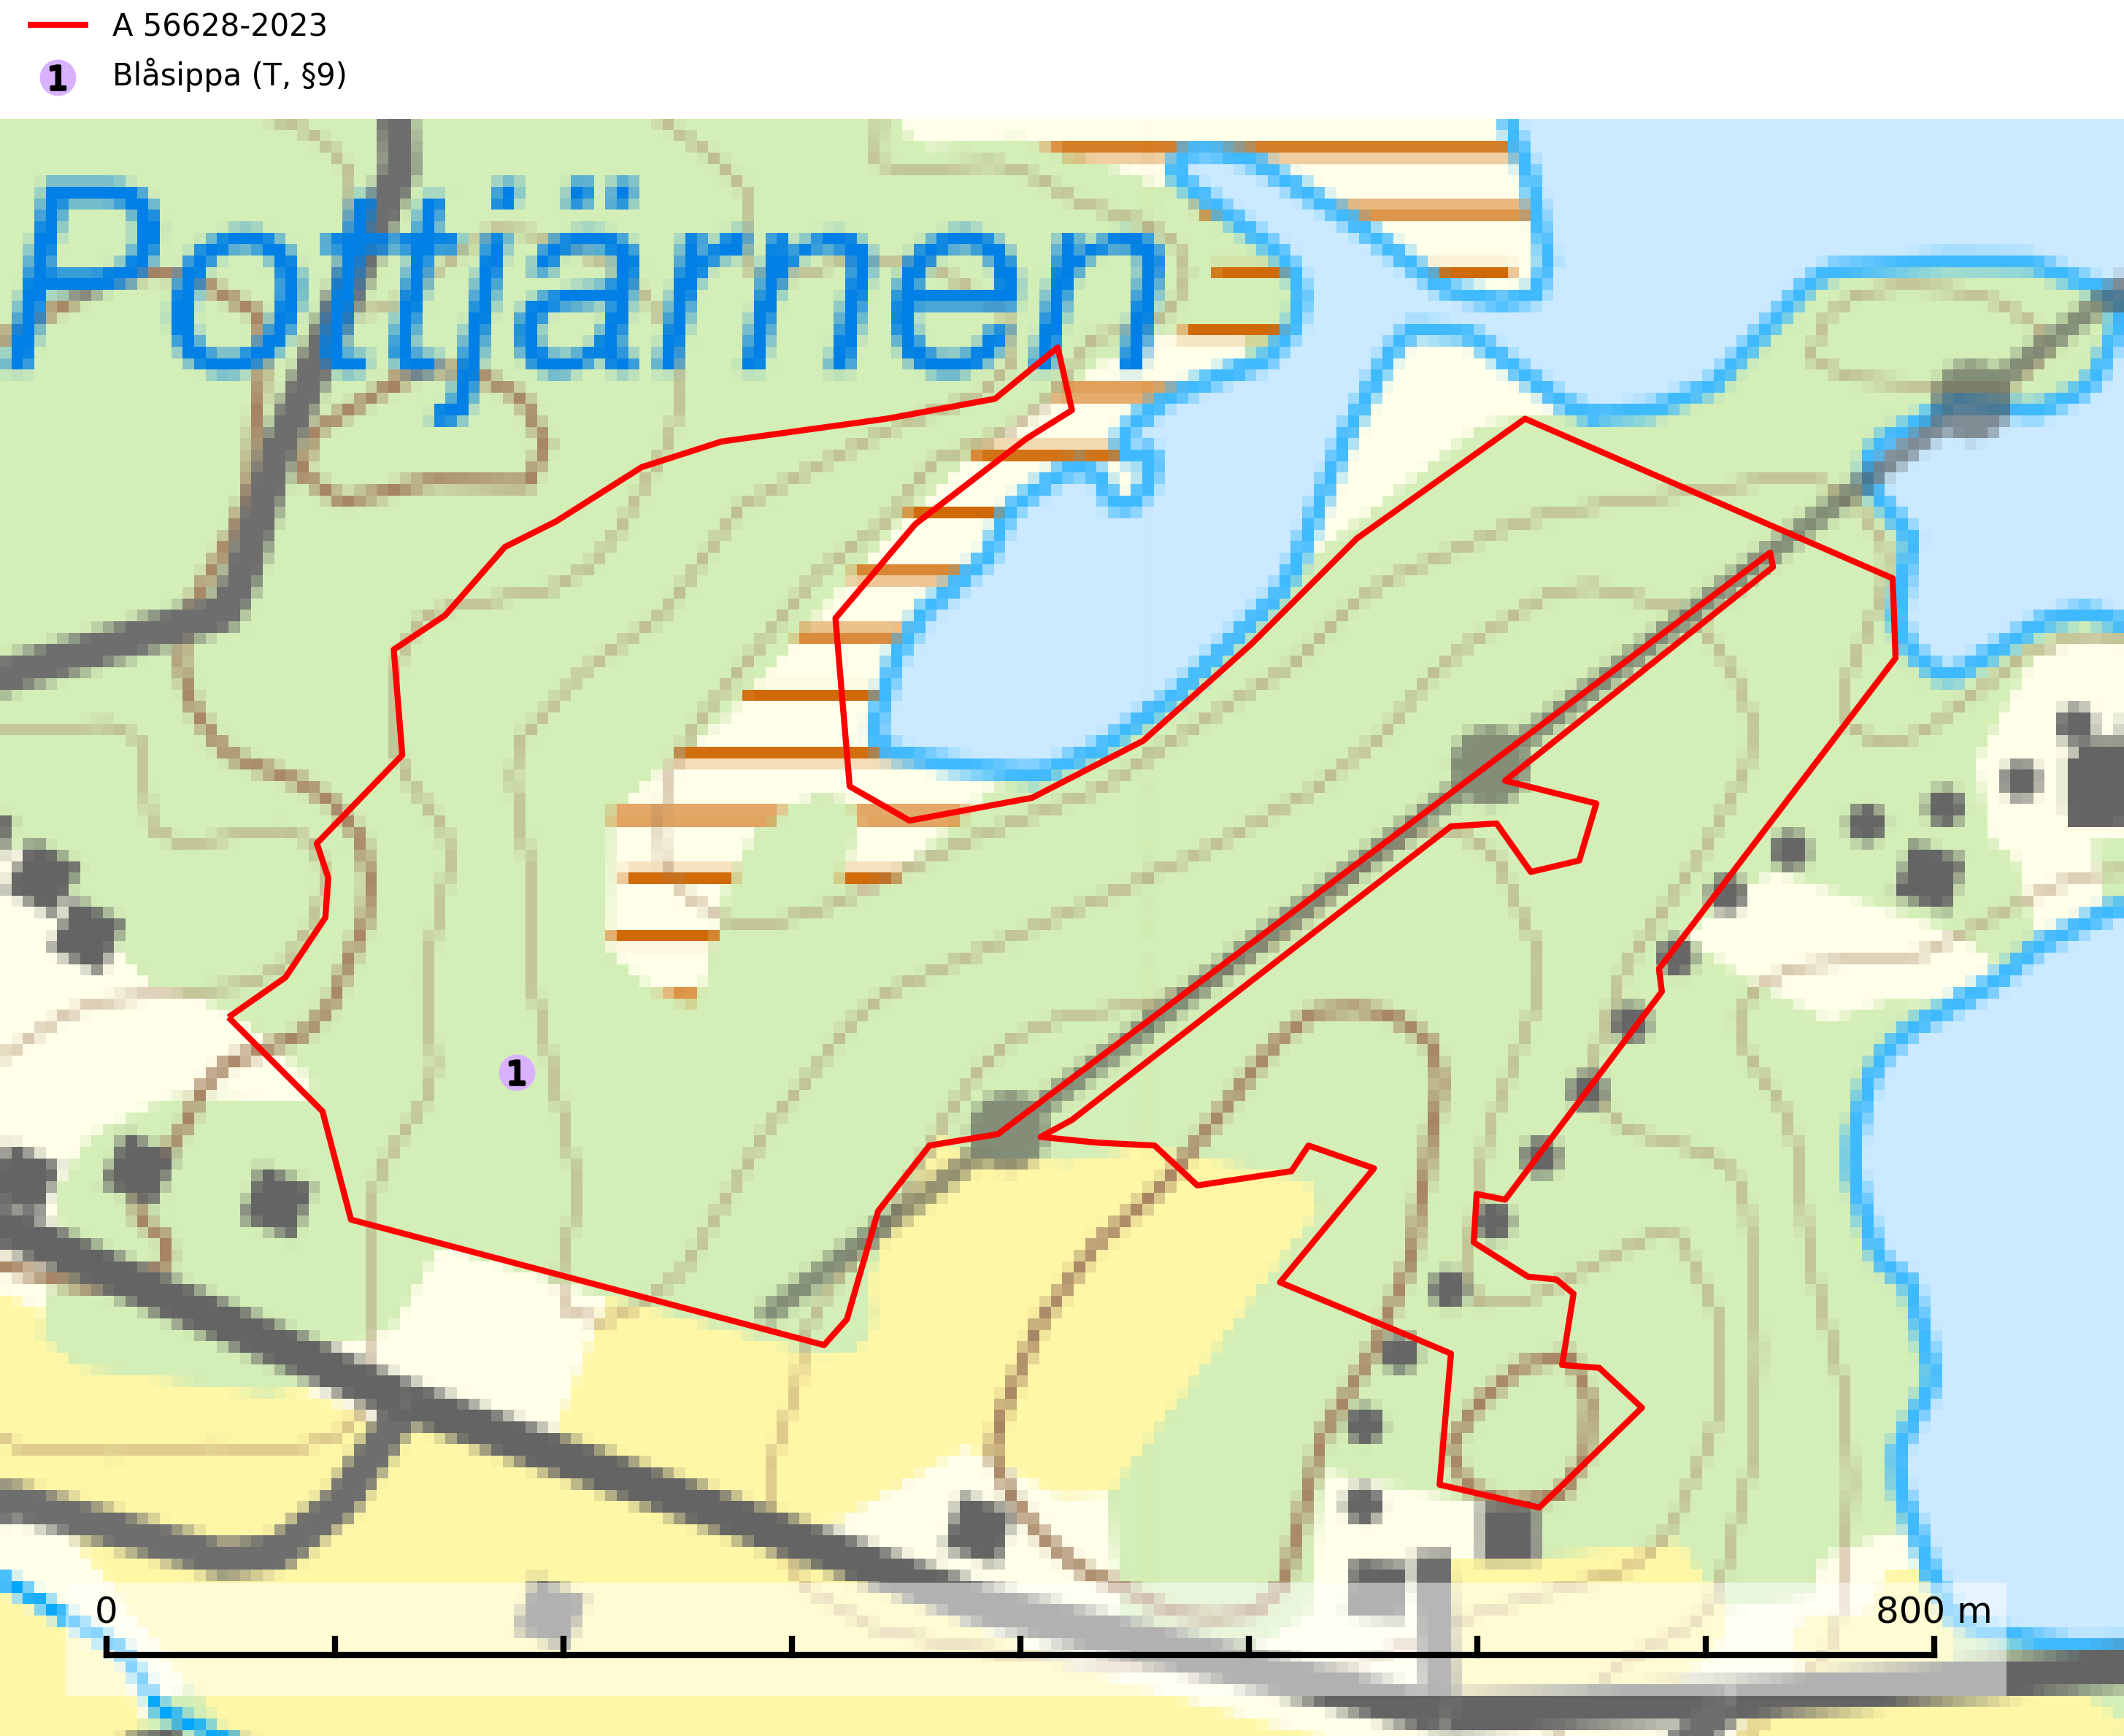 A 56628-2023
1 Blåsippa (T, §9)
Pottjärnen
1
0 800 m